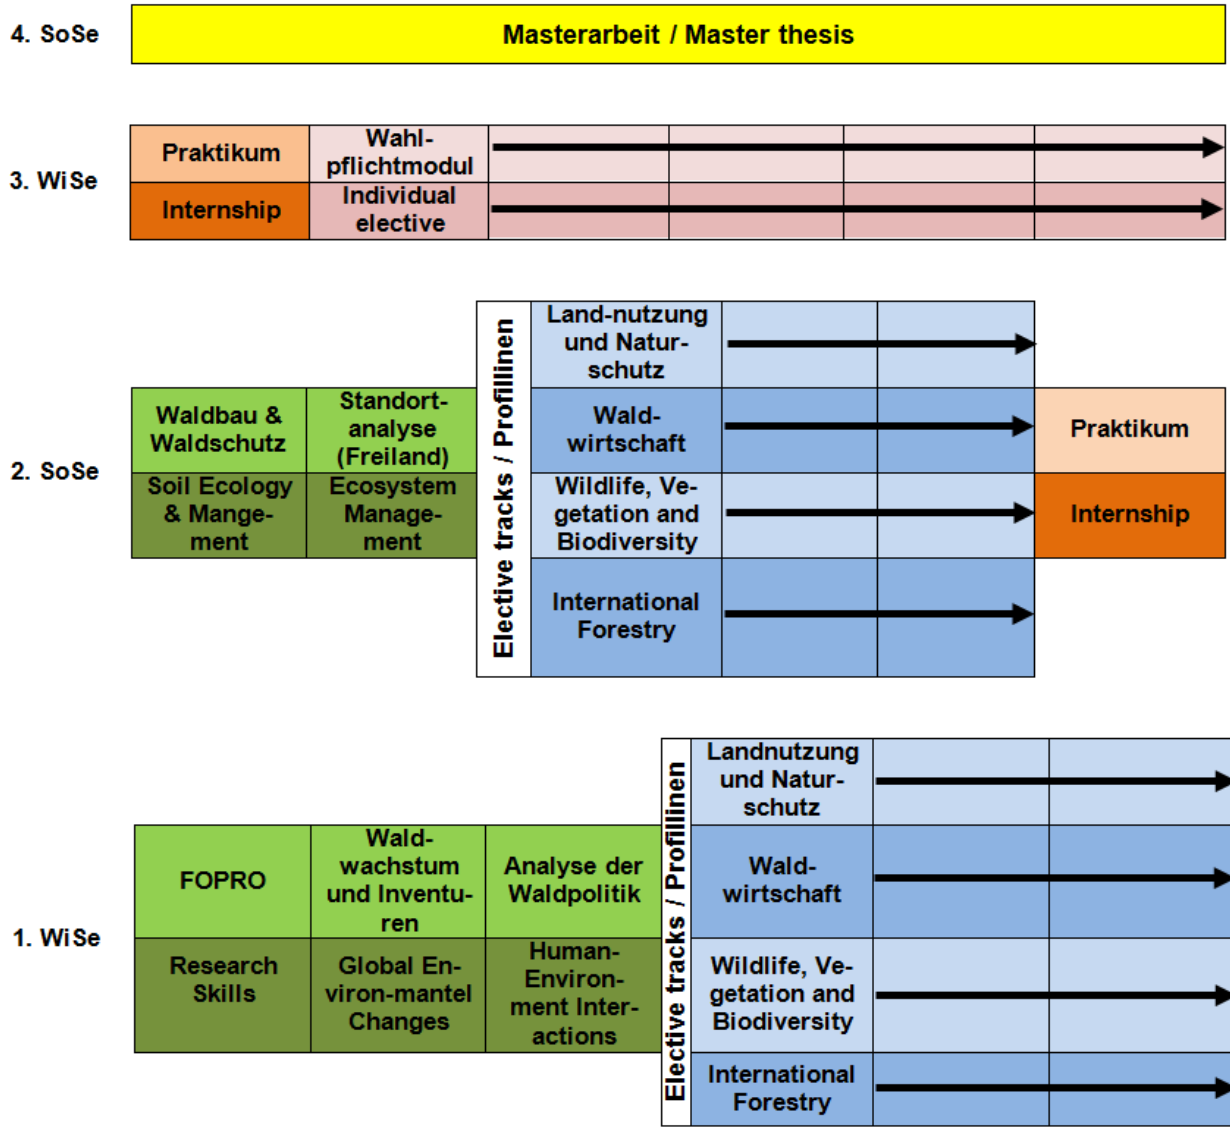 4. SoSe
Masterarbeit / Master thesis
3. WiSe
Praktikum
Wahl-
pflichtmodul
Internship
Individual
elective
2. SoSe
Waldbau &
Waldschutz
Standort-
analyse
(Freiland)
Soil Ecology
& Mange-
ment
Ecosystem
Manage-
ment
Elective tracks / Profillinen
Land-nutzung
und Natur-
schutz
Wald-
wirtschaft
Wildlife, Ve-
getation and
Biodiversity
International
Forestry
Praktikum
Internship
1. WiSe
FOPRO
Wald-
wachstum
und Inventu-
ren
Analyse der
Waldpolitik
Research
Skills
Global En-
viron-mantel
Changes
Human-
Environ-
ment Inter-
actions
Elective tracks / Profillinen
Landnutzung
und Natur-
schutz
Wald-
wirtschaft
Wildlife, Ve-
getation and
Biodiversity
International
Forestry